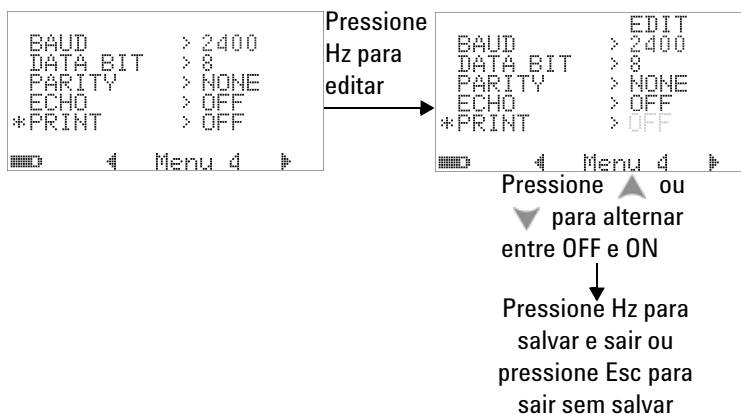 BAUD > 2400
DATA BIT > 8
PARITY > NONE
ECHO > OFF
*PRINT > OFF
Menu 4
Pressione
Hz para
editar
EDIT
BAUD > 2400
DATA BIT > 8
PARITY > NONE
ECHO > OFF
*PRINT > OFF
Menu 4
Pressione ou
para alternar
entre OFF e ON
Pressione Hz para
salvar e sair ou
pressione Esc para
sair sem salvar